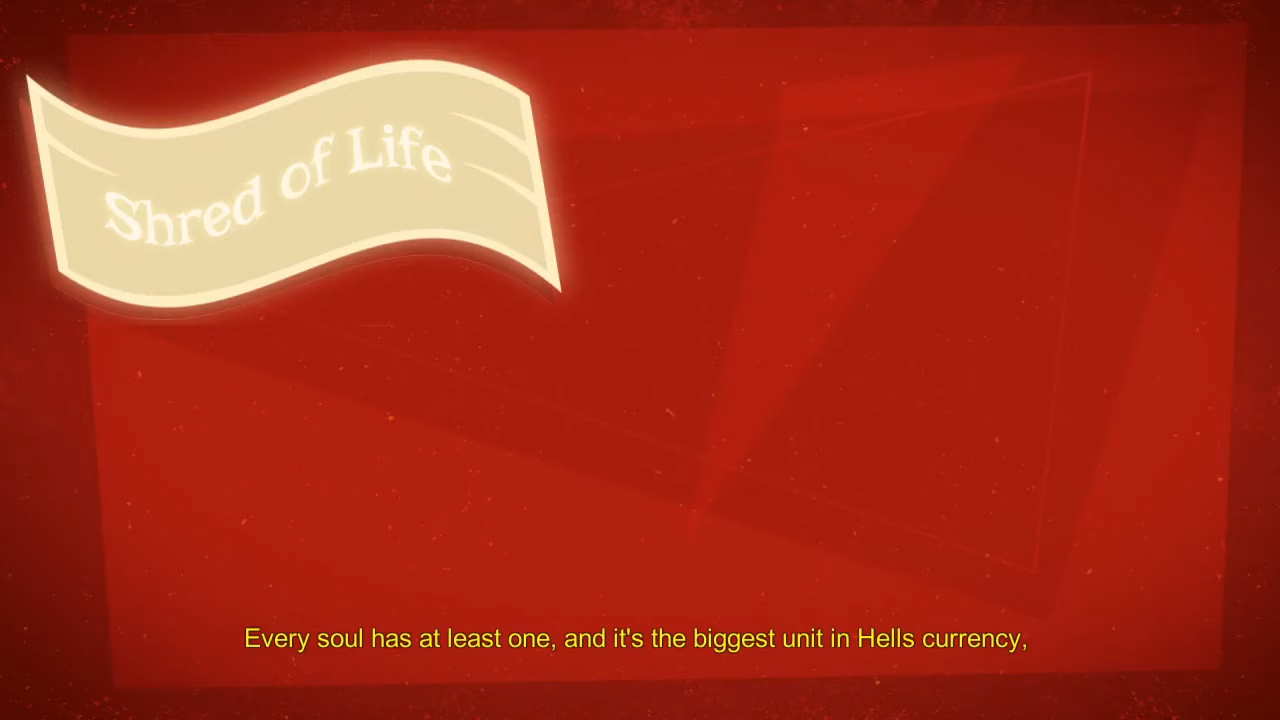 Shred of Life
Every soul has at least one, and it's the biggest unit in Hells currency,